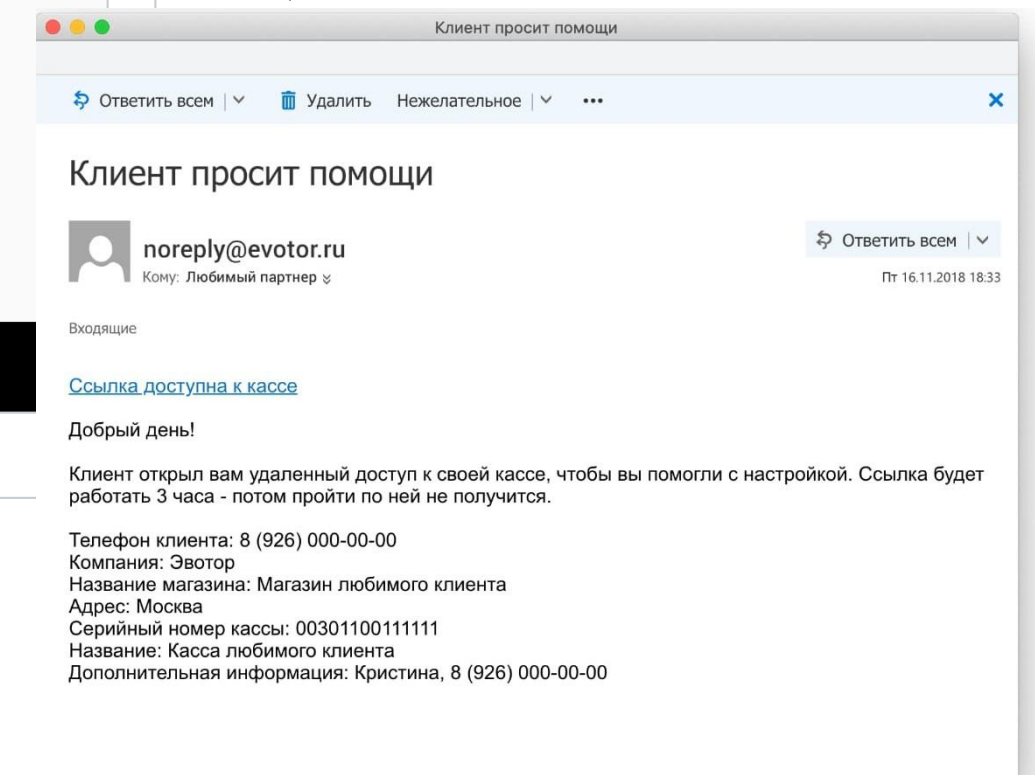 Клиент просит помощи
Ответить всем
Удалить
Нежелательное
Клиент просит помощи
noreply@evotor.ru
Кому: Любимый партнер
Ответить всем
Пт 16.11.2018 18:33
Входящие
Ссылка доступна к кассе
Добрый день!
Клиент открыл вам удаленный доступ к своей кассе, чтобы вы помогли с настройкой. Ссылка будет
работать 3 часа - потом пройти по ней не получится.
Телефон клиента: 8 (926) 000-00-00
Компания: Эвотор
Название магазина: Магазин любимого клиента
Адрес: Москва
Серийный номер кассы: 00301100111111
Название: Касса любимого клиента
Дополнительная информация: Кристина, 8 (926) 000-00-00